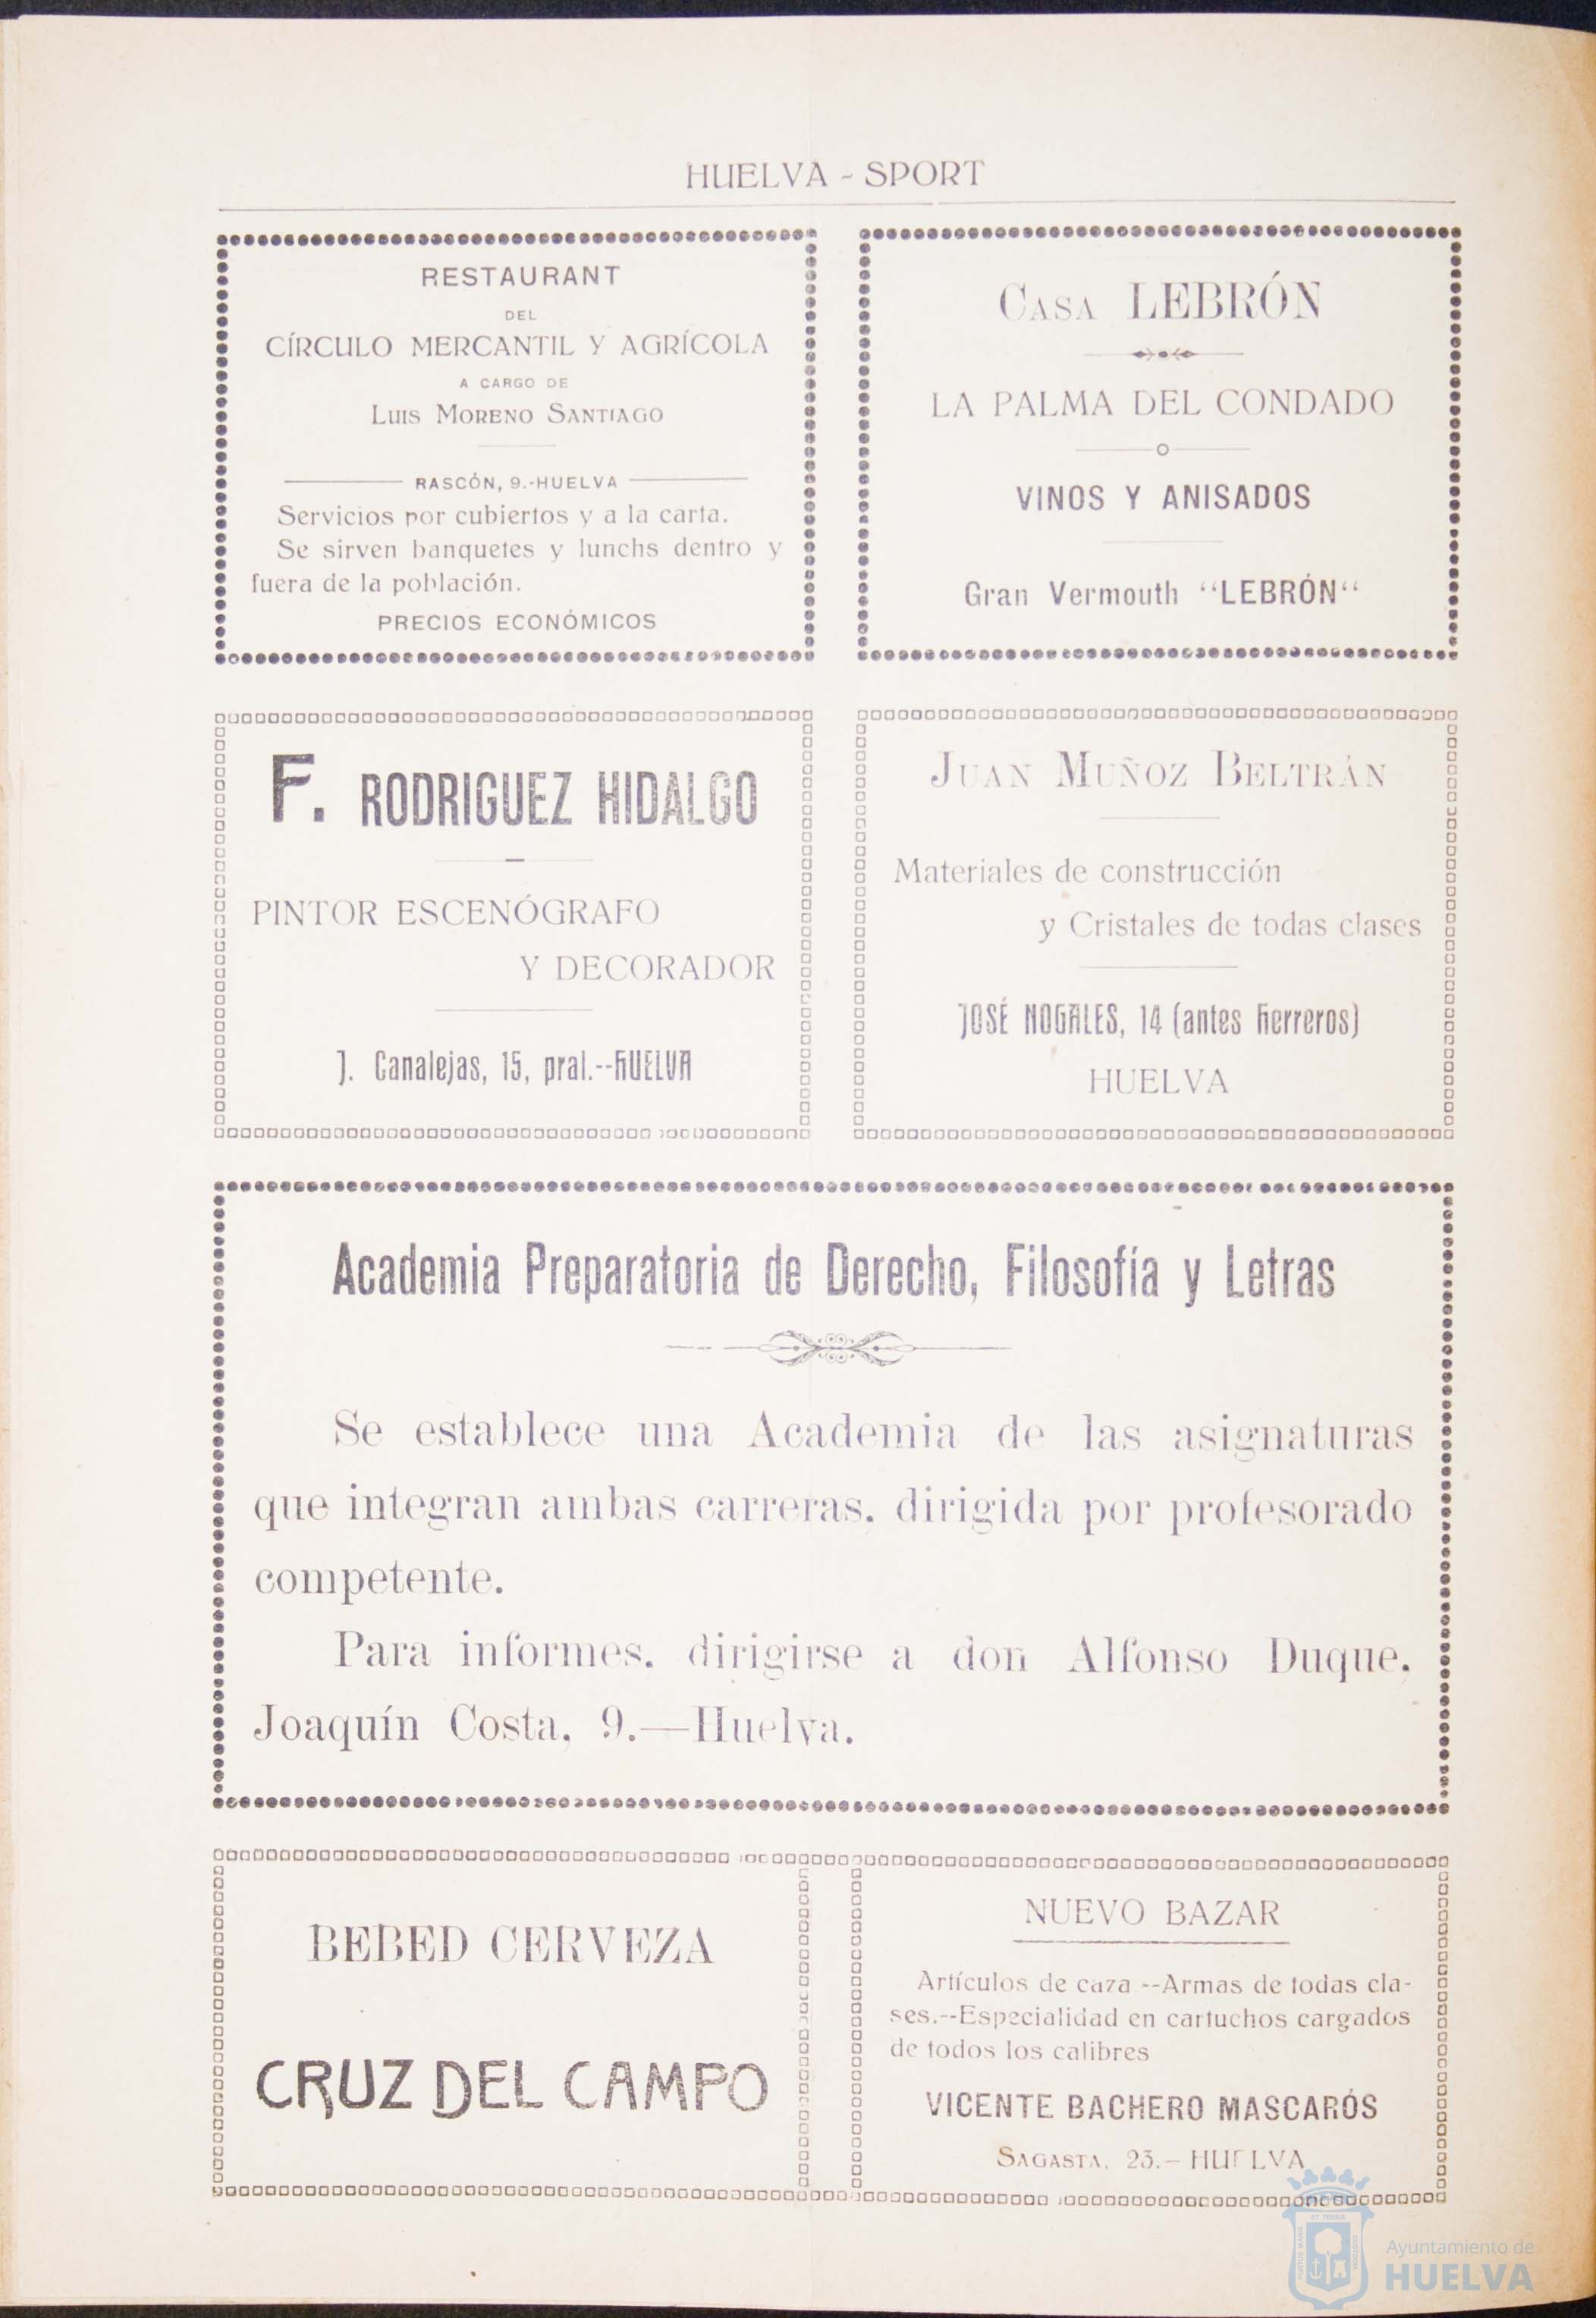 HUELVA - SPORT
RESTAURANT
DEL
CÍRCULO MERCANTIL Y AGRÍCOLA
A CARGO DE
LUIS MORENO SANTIAGO
RASCÓN, 9.-HUELVA
Servicios por cubiertos y a la carta.
Se sirven banquetes y lunchs dentro y
fuera de la población.
PRECIOS ECONÓMICOS
CASA LEBRÓN
LA PALMA DEL CONDADO
VINOS Y ANISADOS
Gran Vermouth “LEBRÓN“
F. RODRIGUEZ HIDALGO
PINTOR ESCENÓGRAFO
Y DECORADOR
J. Canalejas, 15, pral.--HUELVA
JUAN MUÑOZ BELTRÁN
Materiales de construcción
y Cristales de todas clases
JOSÉ NOGALES, 14 (antes Herreros)
HUELVA
Academia Preparatoria de Derecho, Filosofía y Letras
Se establece una Academia de las asignaturas
que integran ambas carreras, dirigida por profesorado
competente.
Para informes, dirigirse a don Alfonso Duque,
Joaquín Costa, 9.—Huelva.
BEBED CERVEZA
CRUZ DEL CAMPO
NUEVO BAZAR
Artículos de caza --Armas de todas cla-
ses.--Especialidad en cartuchos cargados
de todos los calibres
VICENTE BACHERO MASCARÓS
SAGASTA, 23.- HUELVA
Ayuntamiento de
HUELVA